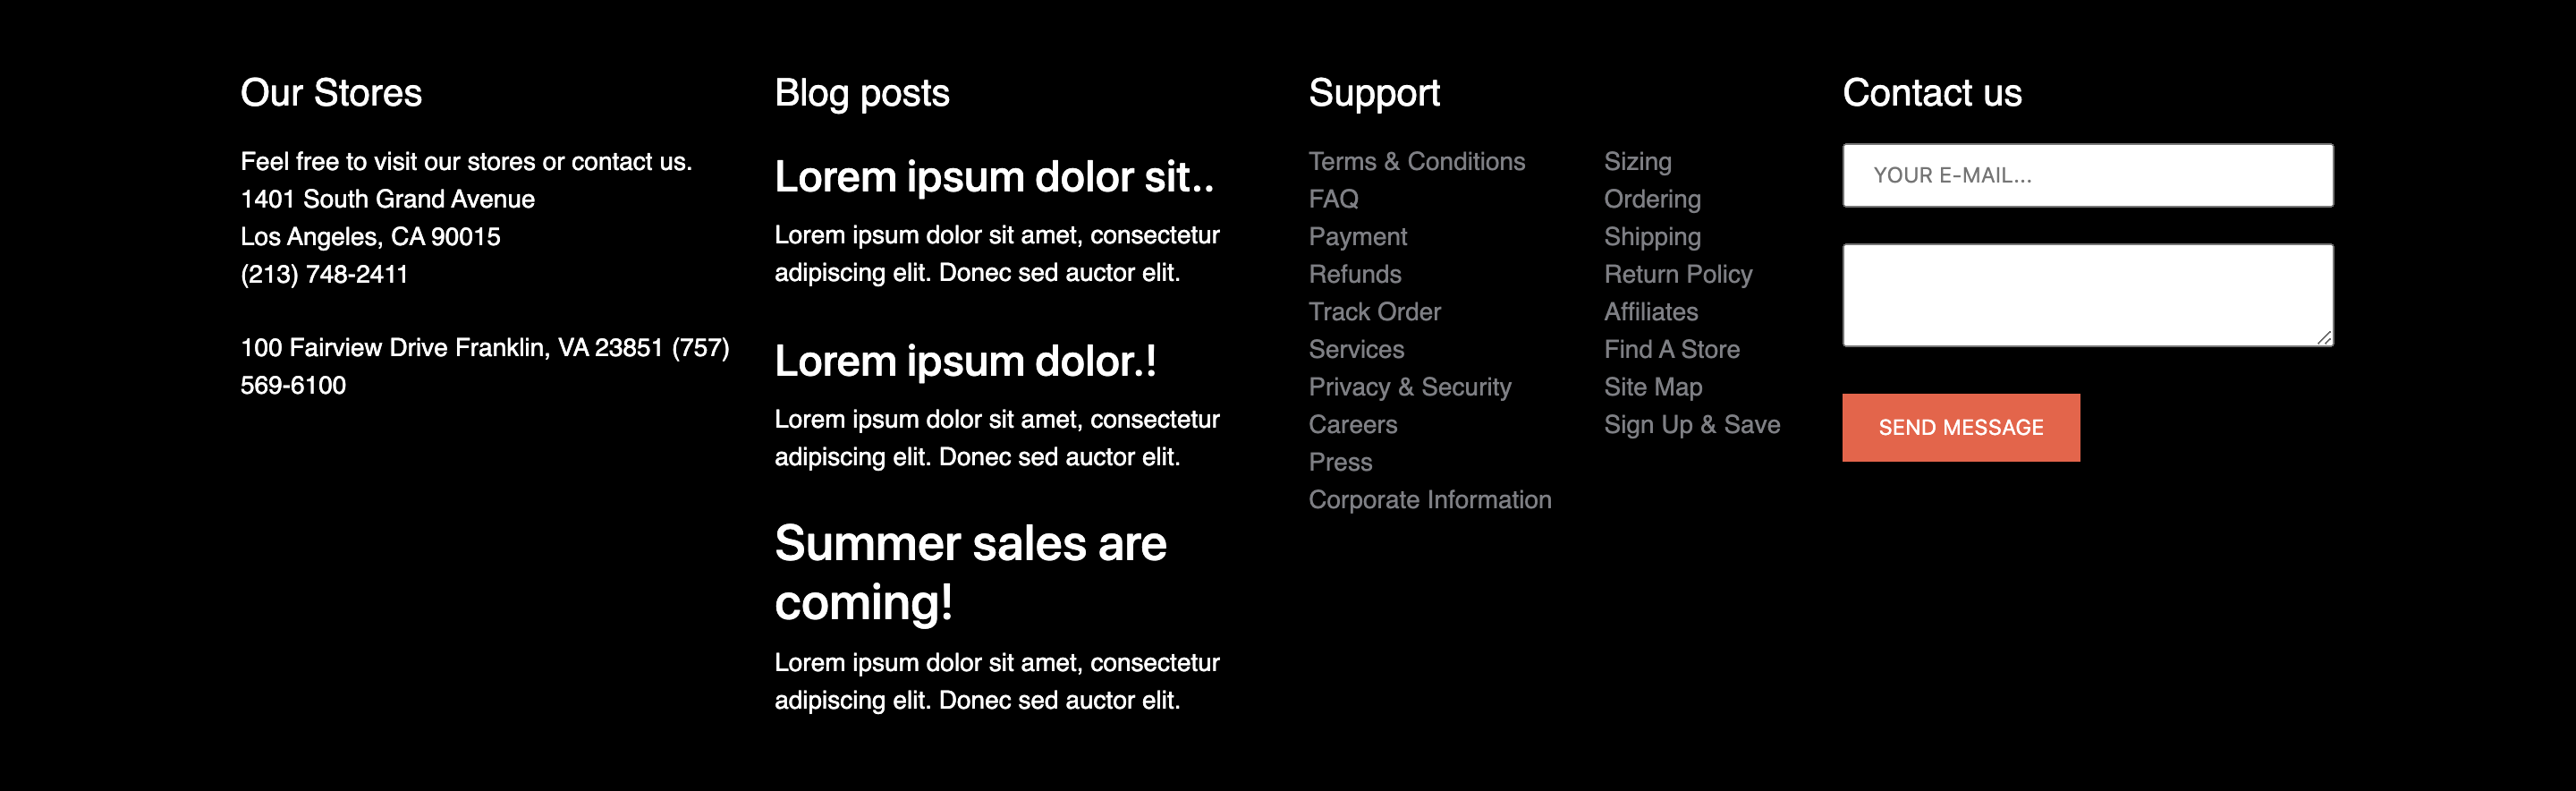 Our Stores
Feel free to visit our stores or contact us.
1401 South Grand Avenue
Los Angeles, CA 90015
(213) 748-2411
100 Fairview Drive Franklin, VA 23851 (757)
569-6100
Blog posts
Lorem ipsum dolor sit..
Lorem ipsum dolor sit amet, consectetur
adipiscing elit. Donec sed auctor elit.
Lorem ipsum dolor.!
Lorem ipsum dolor sit amet, consectetur
adipiscing elit. Donec sed auctor elit.
Summer sales are
coming!
Lorem ipsum dolor sit amet, consectetur
adipiscing elit. Donec sed auctor elit.
Support
Terms & Conditions
FAQ
Payment
Refunds
Track Order
Services
Privacy & Security
Careers
Press
Corporate Information
Sizing
Ordering
Shipping
Return Policy
Affiliates
Find A Store
Site Map
Sign Up & Save
Contact us
YOUR E-MAIL...
SEND MESSAGE